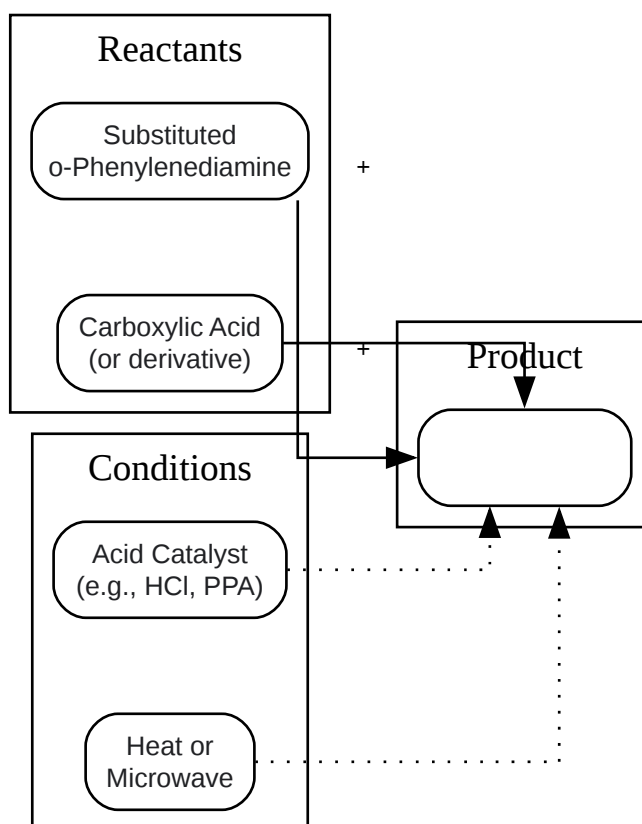 Reactants
Substituted
o-Phenylenediamine
+
Carboxylic Acid
(or derivative)
+
Product
Conditions
Acid Catalyst
(e.g., HCl, PPA)
Heat or
Microwave